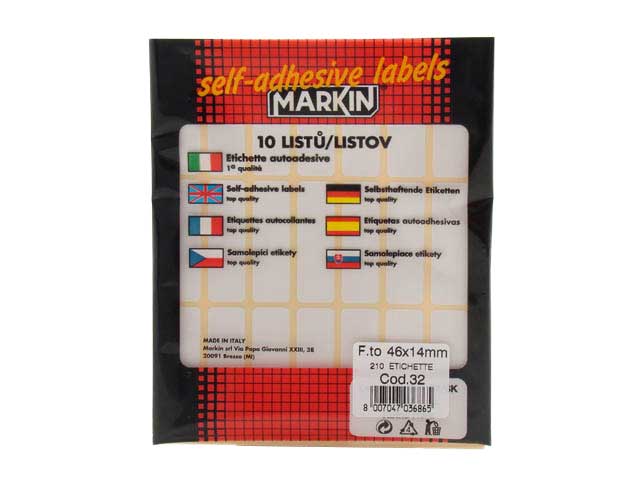 self-adhesive labels
MARKIN
10 LISTŮ/LISTOV
Etichette autoadesive
1ª qualità
Self-adhesive labels
top quality
Selbsthaftende Etiketten
top quality
Etiquettes autocollantes
top quality
Etiquetas autoadhesivas
top quality
Samolepící etikety
top quality
Samolepiace etikety
top quality
MADE IN ITALY
Markin srl Via Papa Giovanni XXIII, 38
20091 Bresso (MI)
F.to 46x14mm
210 ETICHETTE
Cod.32
8 007047 036865